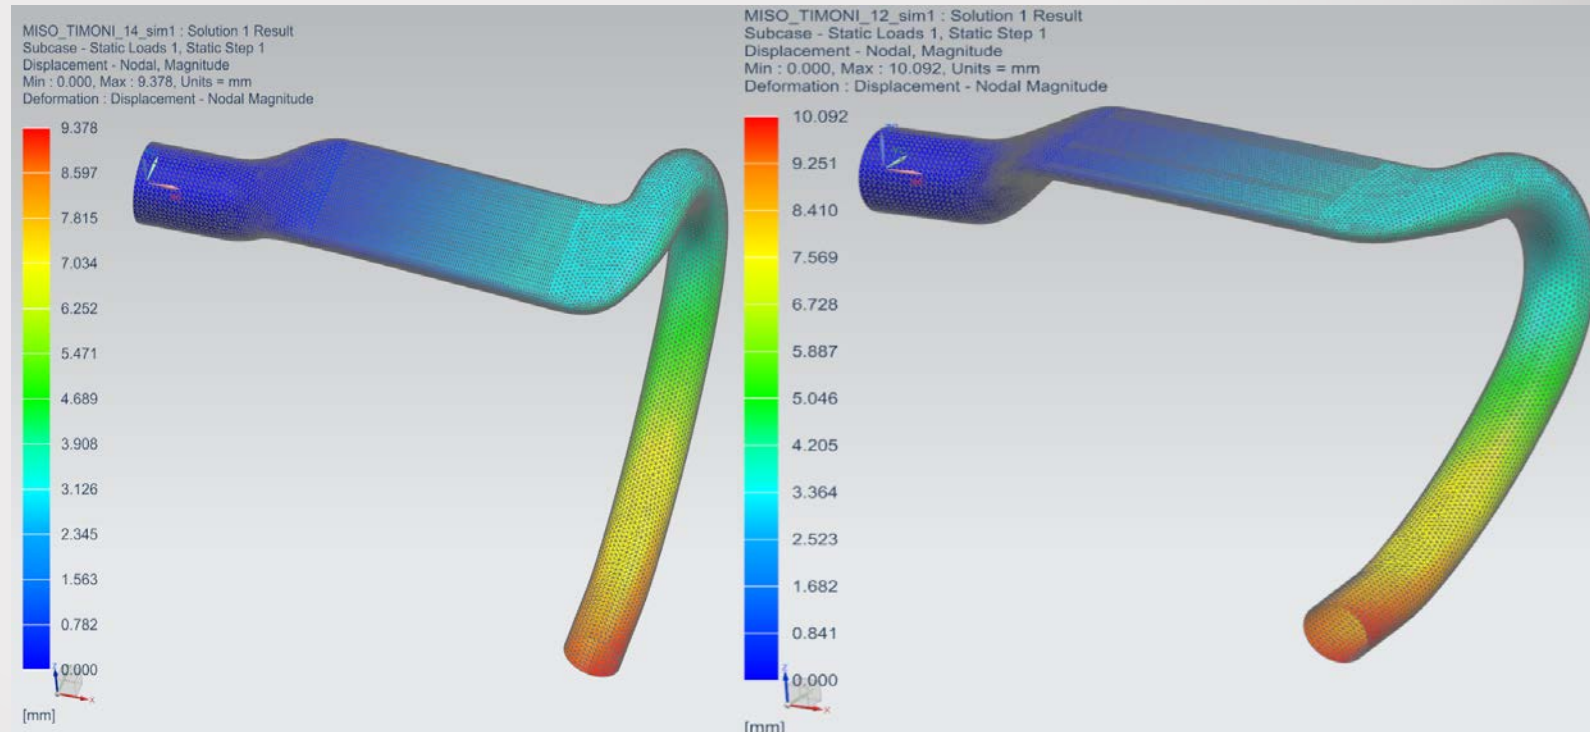 MISO_TIMONI_14_sim1 : Solution 1 Result
Subcase - Static Loads 1, Static Step 1
Displacement - Nodal, Magnitude
Min : 0.000, Max : 9.378, Units = mm
Deformation : Displacement - Nodal Magnitude
9.378
8.597
7.815
7.034
6.252
5.471
4.689
3.908
3.126
2.345
1.563
0.782
0.000
X
[mm]
MISO_TIMONI_12_sim1 : Solution 1 Result
Subcase - Static Loads 1, Static Step 1
Displacement - Nodal, Magnitude
Min : 0.000, Max : 10.092, Units = mm
Deformation : Displacement - Nodal Magnitude
10.092
9.251
8.410
7.569
6.728
5.887
5.046
4.205
3.364
2.523
1.682
0.841
0.000
X
[mm]